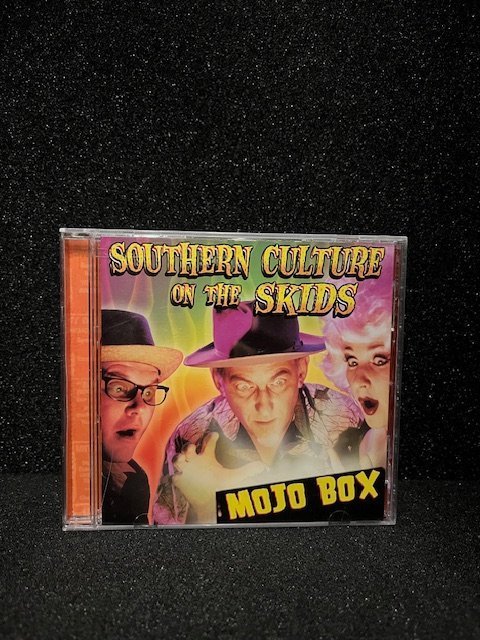 SOUTHERN CULTURE
ON THE SKIDS
MOJO BOX